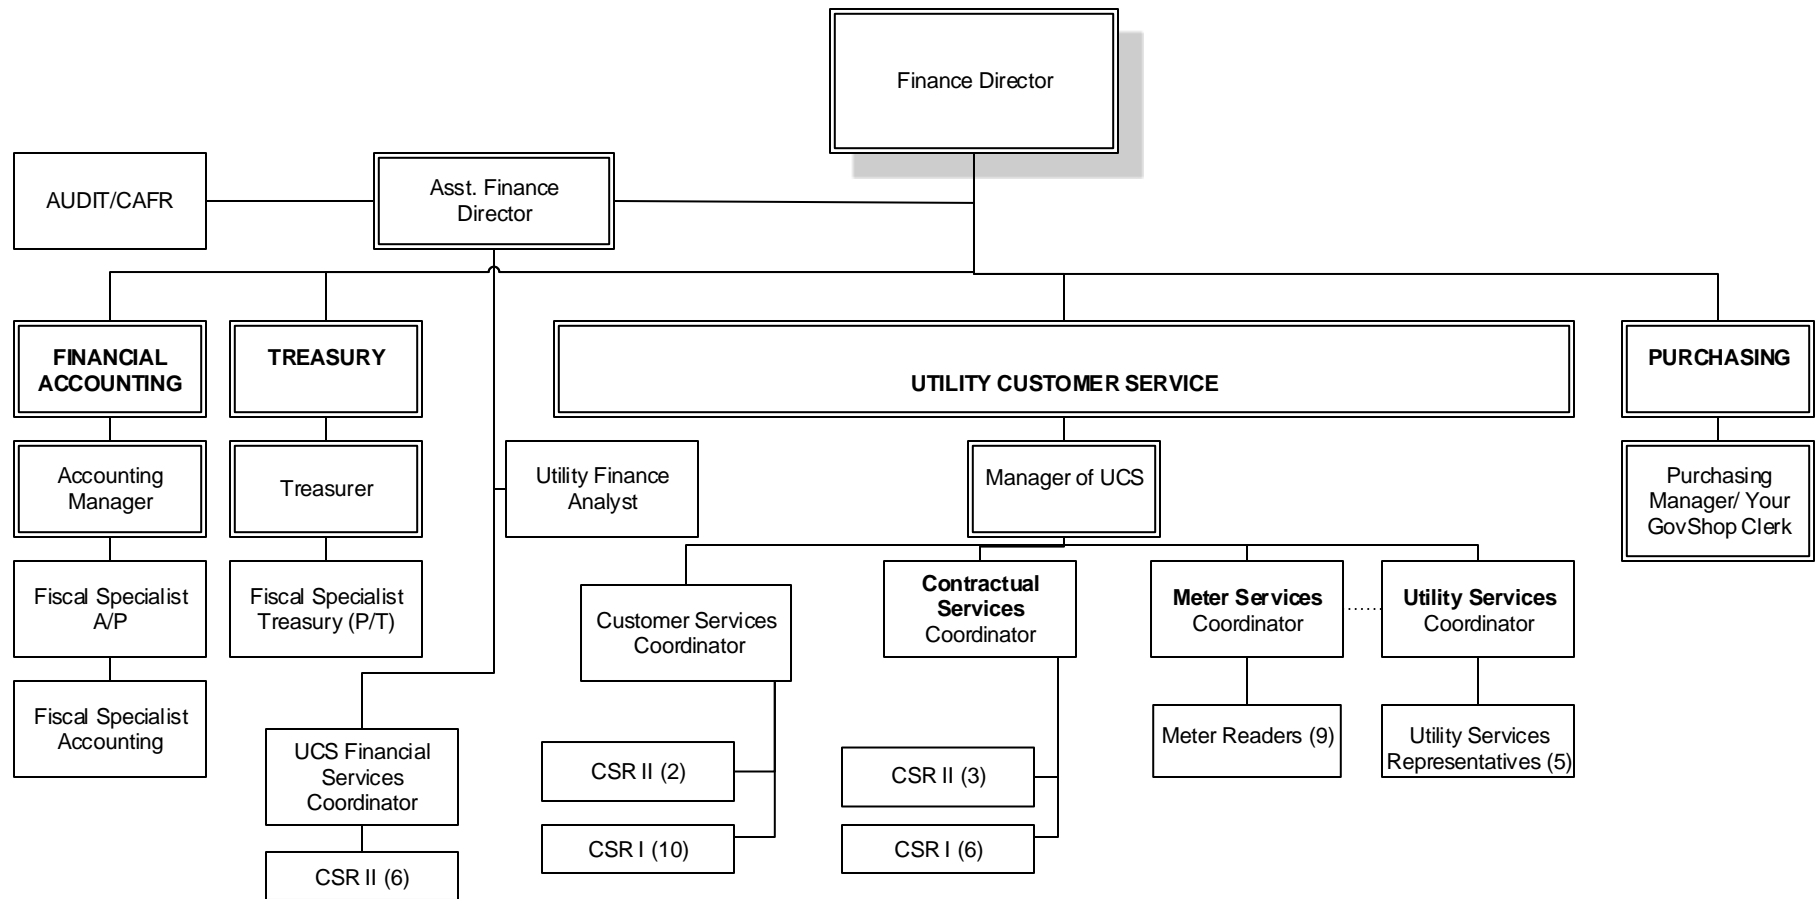 Finance Director
AUDIT/CAFR
Asst. Finance
Director
FINANCIAL
ACCOUNTING
TREASURY
UTILITY CUSTOMER SERVICE
PURCHASING
Accounting
Manager
Treasurer
Utility Finance
Analyst
Manager of UCS
Purchasing
Manager/ Your
GovShop Clerk
Fiscal Specialist
A/P
Fiscal Specialist
Treasury (P/T)
Customer Services
Coordinator
Contractual
Services
Coordinator
Meter Services
Coordinator
Utility Services
Coordinator
Fiscal Specialist
Accounting
UCS Financial
Services
Coordinator
CSR II (2)
CSR II (3)
Meter Readers (9)
Utility Services
Representatives (5)
CSR I (10)
CSR I (6)
CSR II (6)